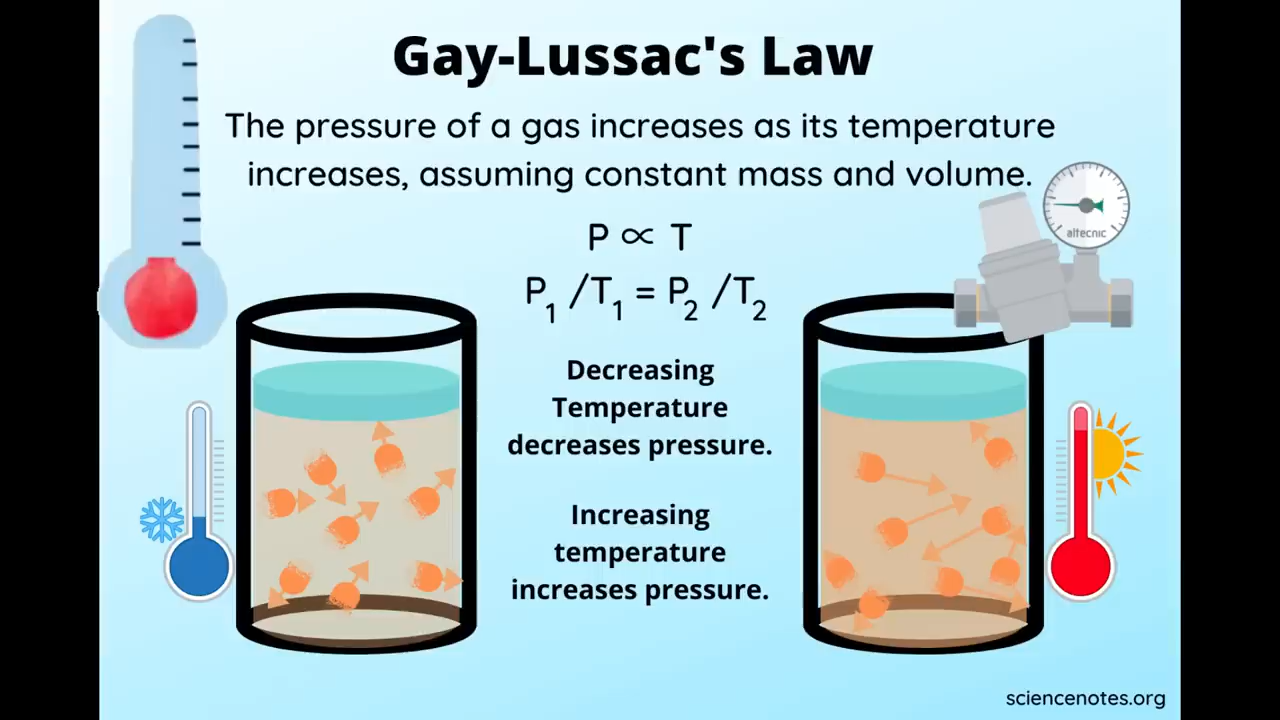 Gay-Lussac's Law
The pressure of a gas increases as its temperature
increases, assuming constant mass and volume.
P ∝ T
P₁ /T₁ = P₂ /T₂
altecnic
Decreasing
Temperature
decreases pressure.
Increasing
temperature
increases pressure.
sciencenotes.org